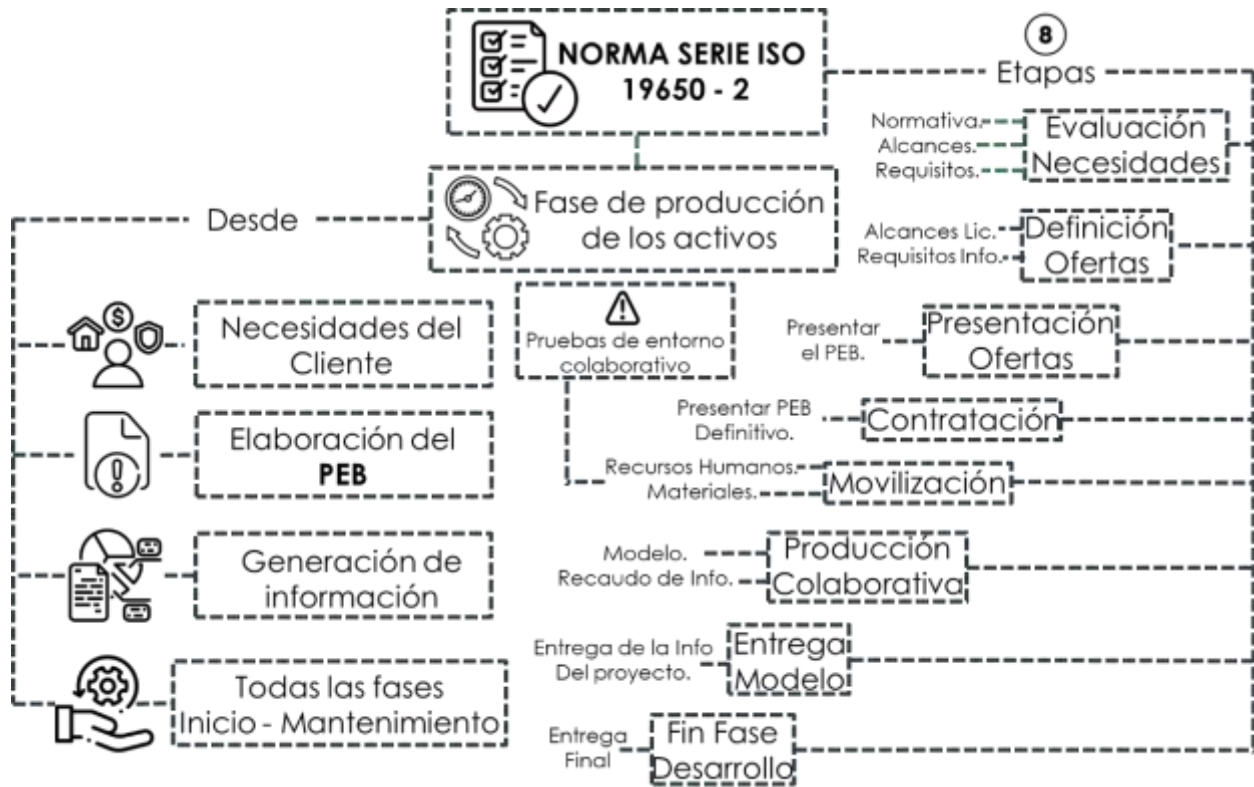 NORMA SERIE ISO
19650 - 2
8
Etapas
Fase de producción
de los activos
Desde
Necesidades del
Cliente
Elaboración del
PEB
Generación de
información
Todas las fases
Inicio - Mantenimiento
Pruebas de entorno
colaborativo
Normativa.
Alcances.
Requisitos.
Evaluación
Necesidades
Alcances Lic.
Requisitos Info.
Definición
Ofertas
Presentar
el PEB.
Presentación
Ofertas
Presentar PEB
Definitivo.
Contratación
Recursos Humanos.
Materiales.
Movilización
Modelo.
Recaudo de Info.
Producción
Colaborativa
Entrega de la Info
Del proyecto.
Entrega
Modelo
Entrega
Final
Fin Fase
Desarrollo